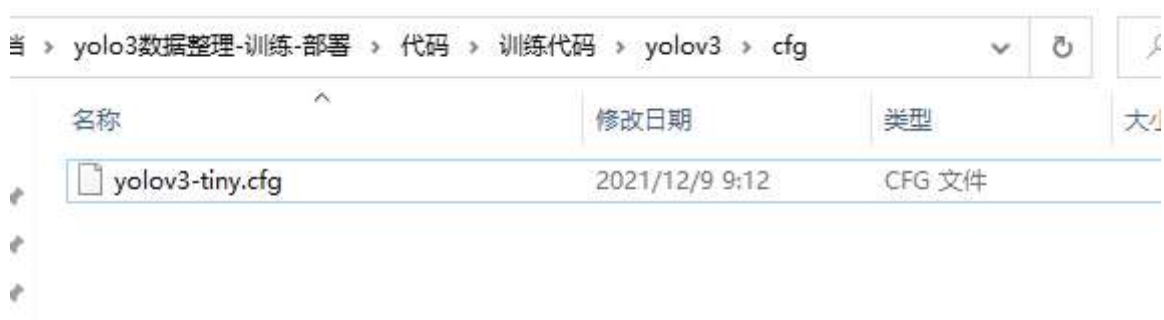 yolo3数据整理-训练-部署 › 代码 › 训练代码 › yolov3 › cfg
名称 修改日期 类型
yolov3-tiny.cfg 2021/12/9 9:12 CFG 文件